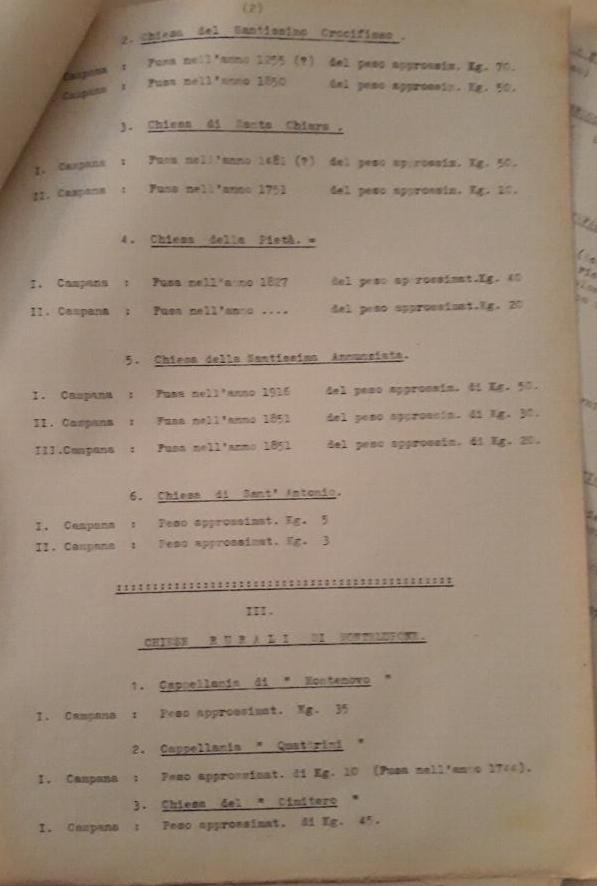 (2)
2. Chiesa del Santissimo Crocifisso.
Campana : Fusa nell'anno 1255 (?) del peso approssim. Kg. 70.
Campana : Fusa nell'anno 1850 del peso approssim. Kg. 50.
3. Chiesa di Santa Chiara.
I. Campana : Fusa nell'anno 1481 (?) del peso approssim. Kg. 50.
II. Campana : Fusa nell'anno 1751 del peso approssim. Kg. 20.
4. Chiesa della Pietà. =
I. Campana : Fusa nell'anno 1827 del peso approssimat.Kg. 40
II. Campana : Fusa nell'anno .... del peso approssimat.Kg. 20
5. Chiesa della Santissima Annunziata.
I. Campana : Fusa nell'anno 1916 del peso approssim. di Kg. 50.
II. Campana : Fusa nell'anno 1851 del peso approssim. di Kg. 30.
III.Campana : Fusa nell'anno 1851 del peso approssim. di Kg. 20.
6. Chiesa di Sant' Antonio.
I. Campana : Peso approssimat. Kg. 5
II. Campana : Peso approssimat. Kg. 3
::::::::::::::::::::::::::::::::::::::::::::::
III.
CHIESE R U R A L I DI MONTELEONE.
1. Cappellania di " Montenovo "
I. Campana : Peso approssimat. Kg. 35
2. Cappellania " Quattrini "
I. Campana : Peso approssimat. di Kg. 10 (Fusa nell'anno 1744).
3. Chiesa del " Cimitero "
I. Campana : Peso approssimat. di Kg. 45.